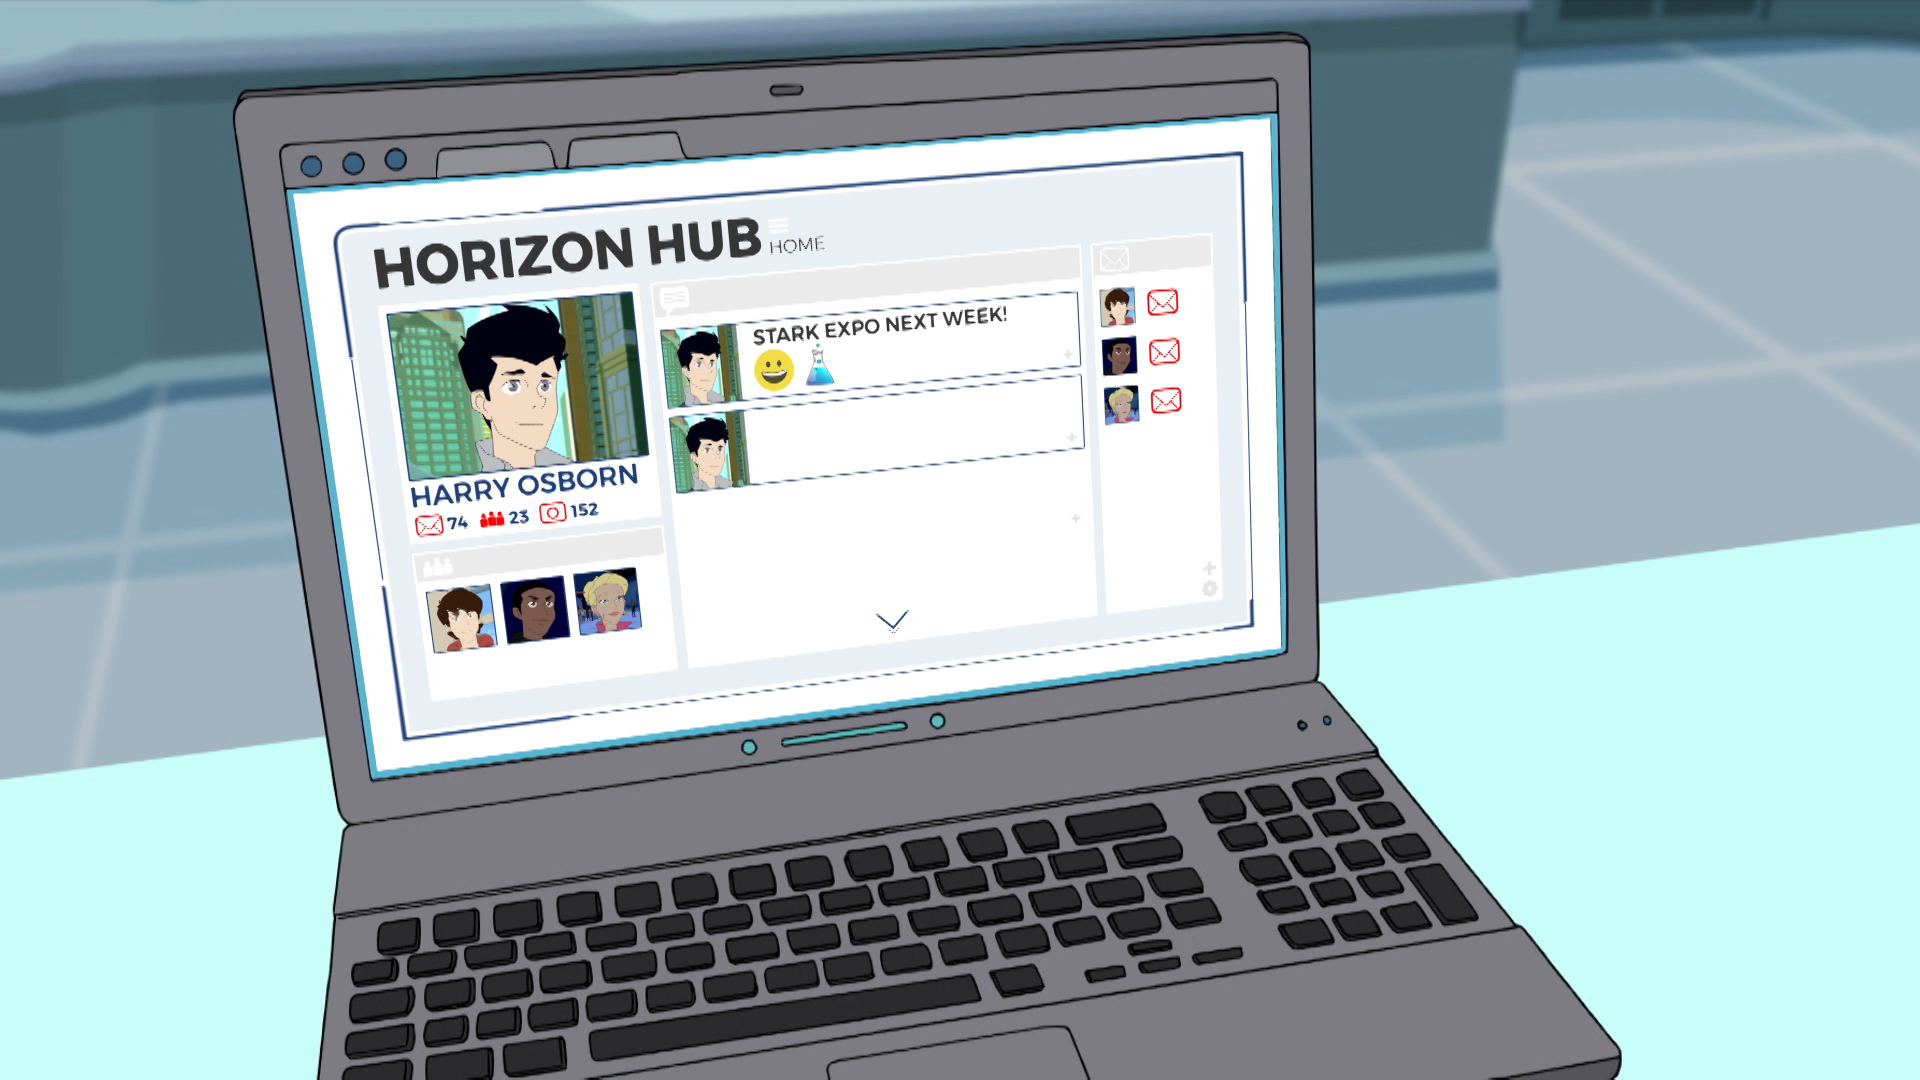 HORIZON HUB
HOME
STARK EXPO NEXT WEEK!
HARRY OSBORN
74 23 152